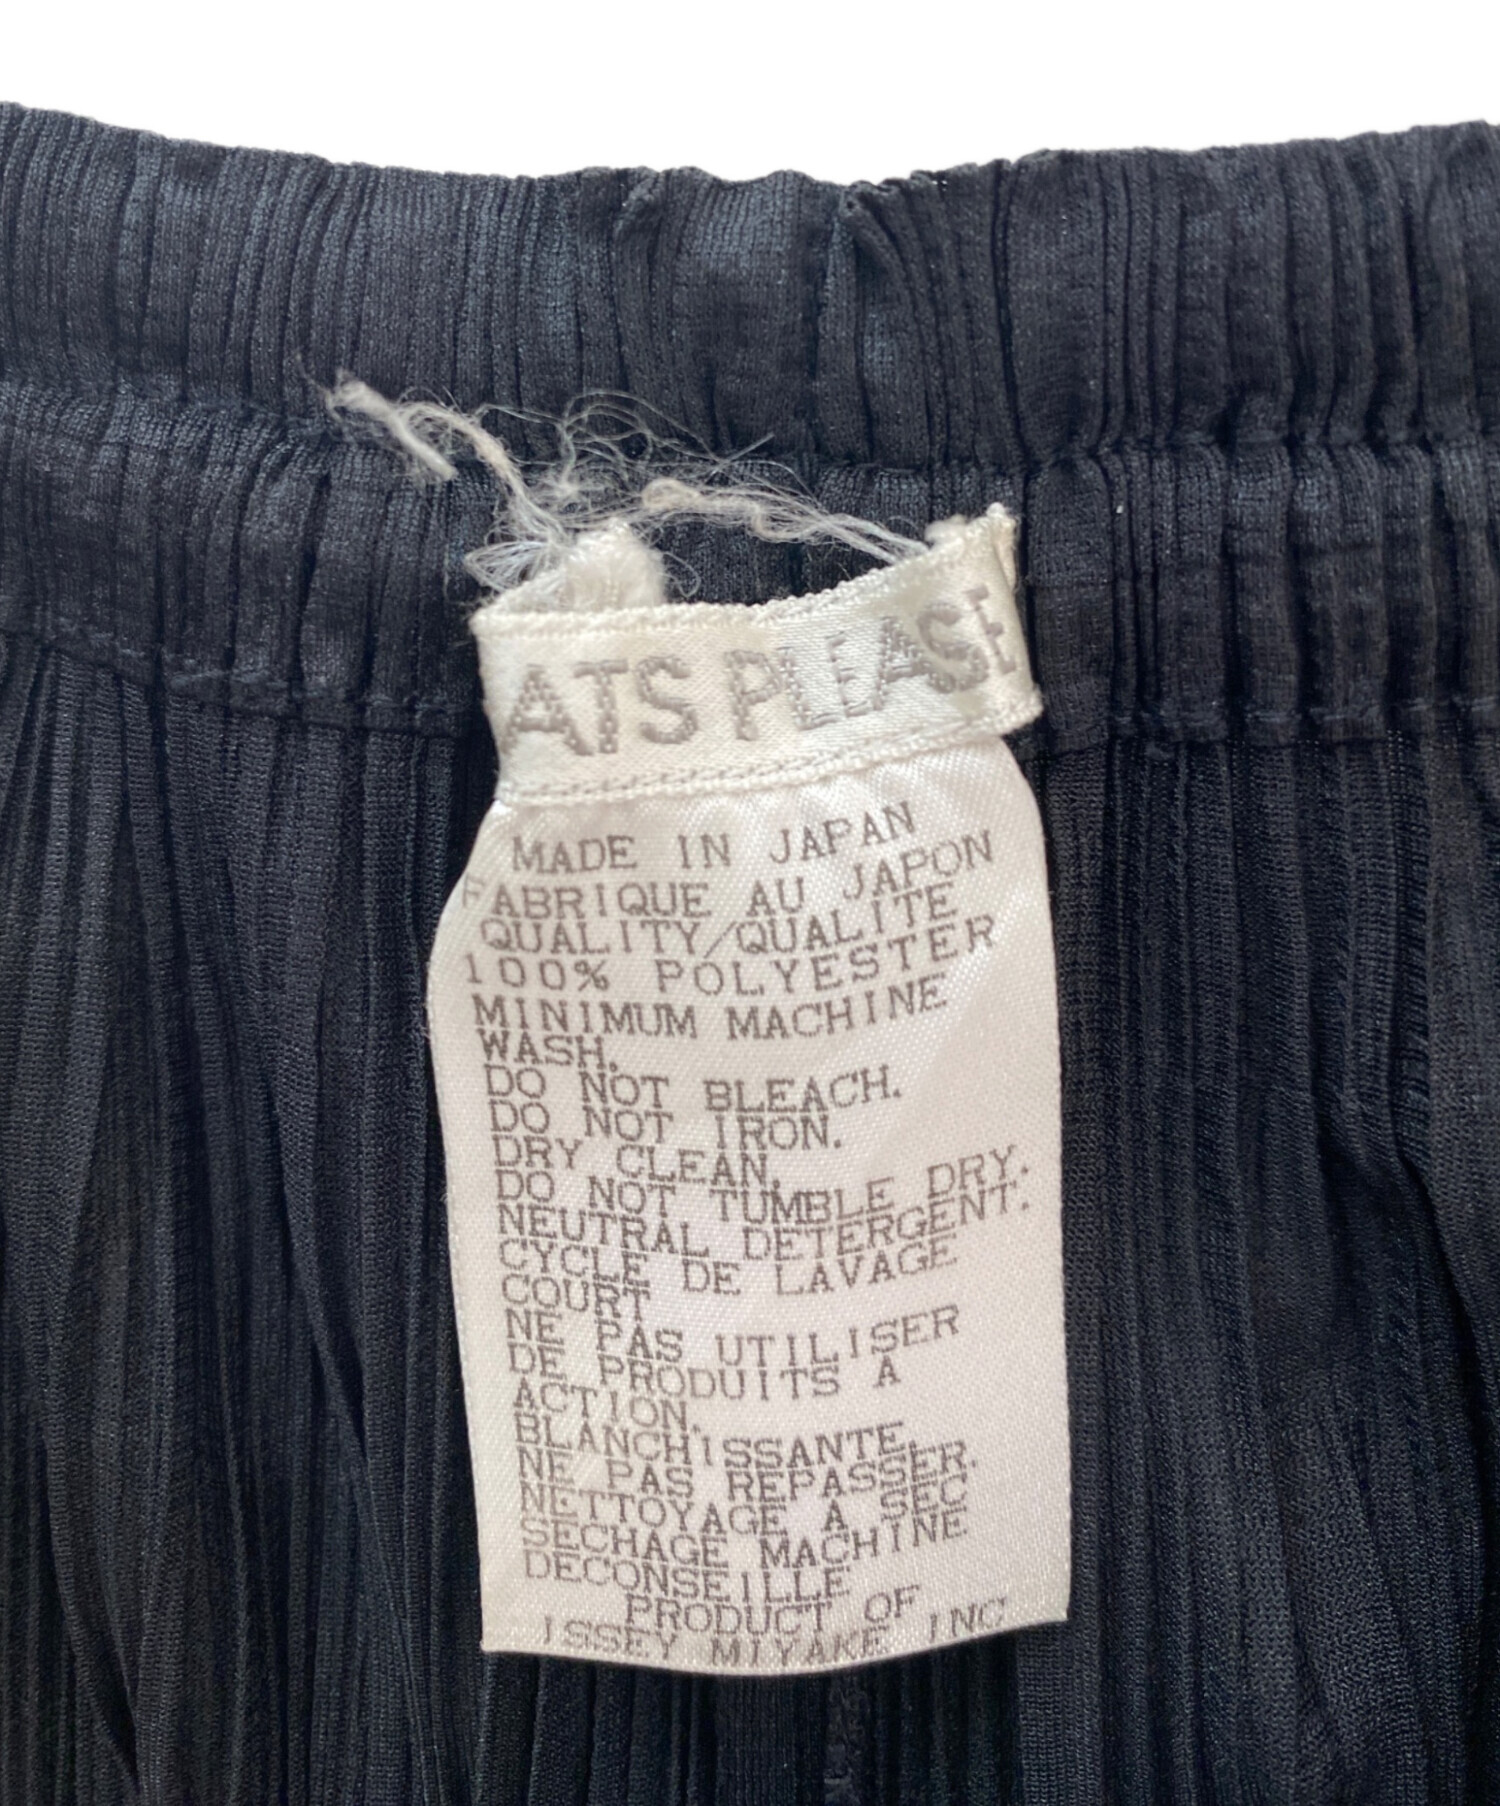 ATS PLEASE
MADE IN JAPAN
FABRIQUE AU JAPON
QUALITY/QUALITE
100% POLYESTER
MINIMUM MACHINE
WASH.
DO NOT BLEACH.
DO NOT IRON.
DRY CLEAN.
DO NOT TUMBLE DRY.
NEUTRAL DETERGENT.
CYCLE DE LAVAGE
COURT
NE PAS UTILISER
DE PRODUITS A
ACTION.
BLANCHISSANTE.
NE PAS REPASSER.
NETTOYAGE A SEC
SECHAGE MACHINE
DECONSEILLE
PRODUCT OF
ISSEY MIYAKE INC